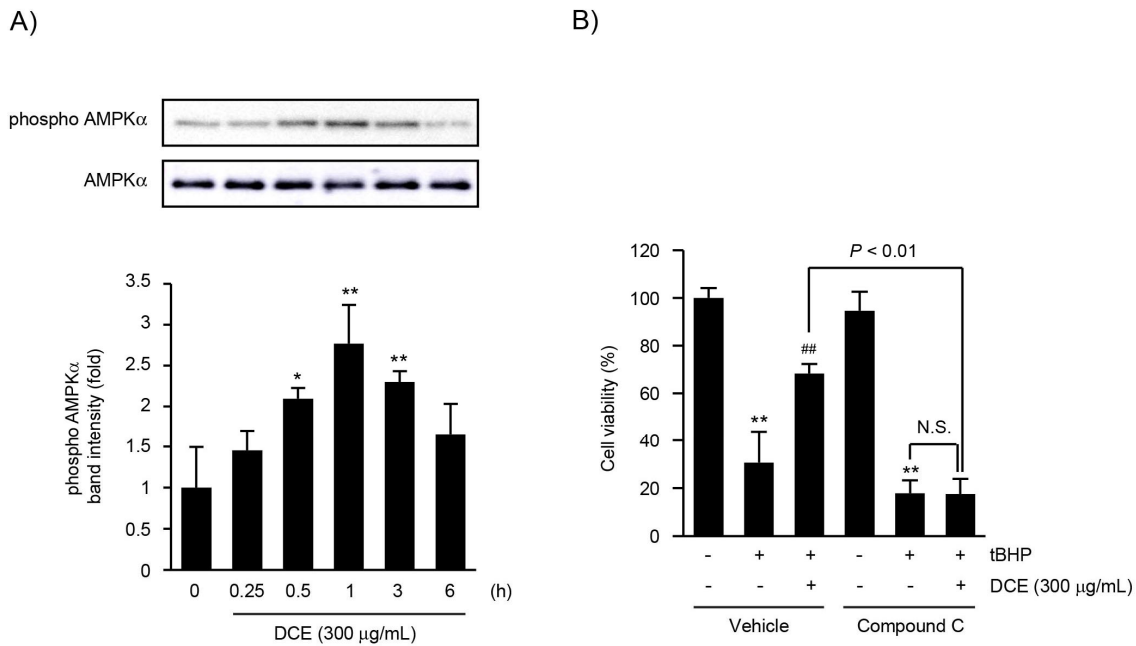 A)
phospho AMPKα
AMPKα
phospho AMPKα
band intensity (fold)
3.5
3
2.5
2
1.5
1
0.5
0
*
**
**
0 0.25 0.5 1 3 6 (h)
DCE (300 μg/mL)
B)
Cell viability (%)
120
100
80
60
40
20
0
P < 0.01
##
**
N.S.
**
- + + - + + tBHP
- - + - - + DCE (300 μg/mL)
Vehicle Compound C